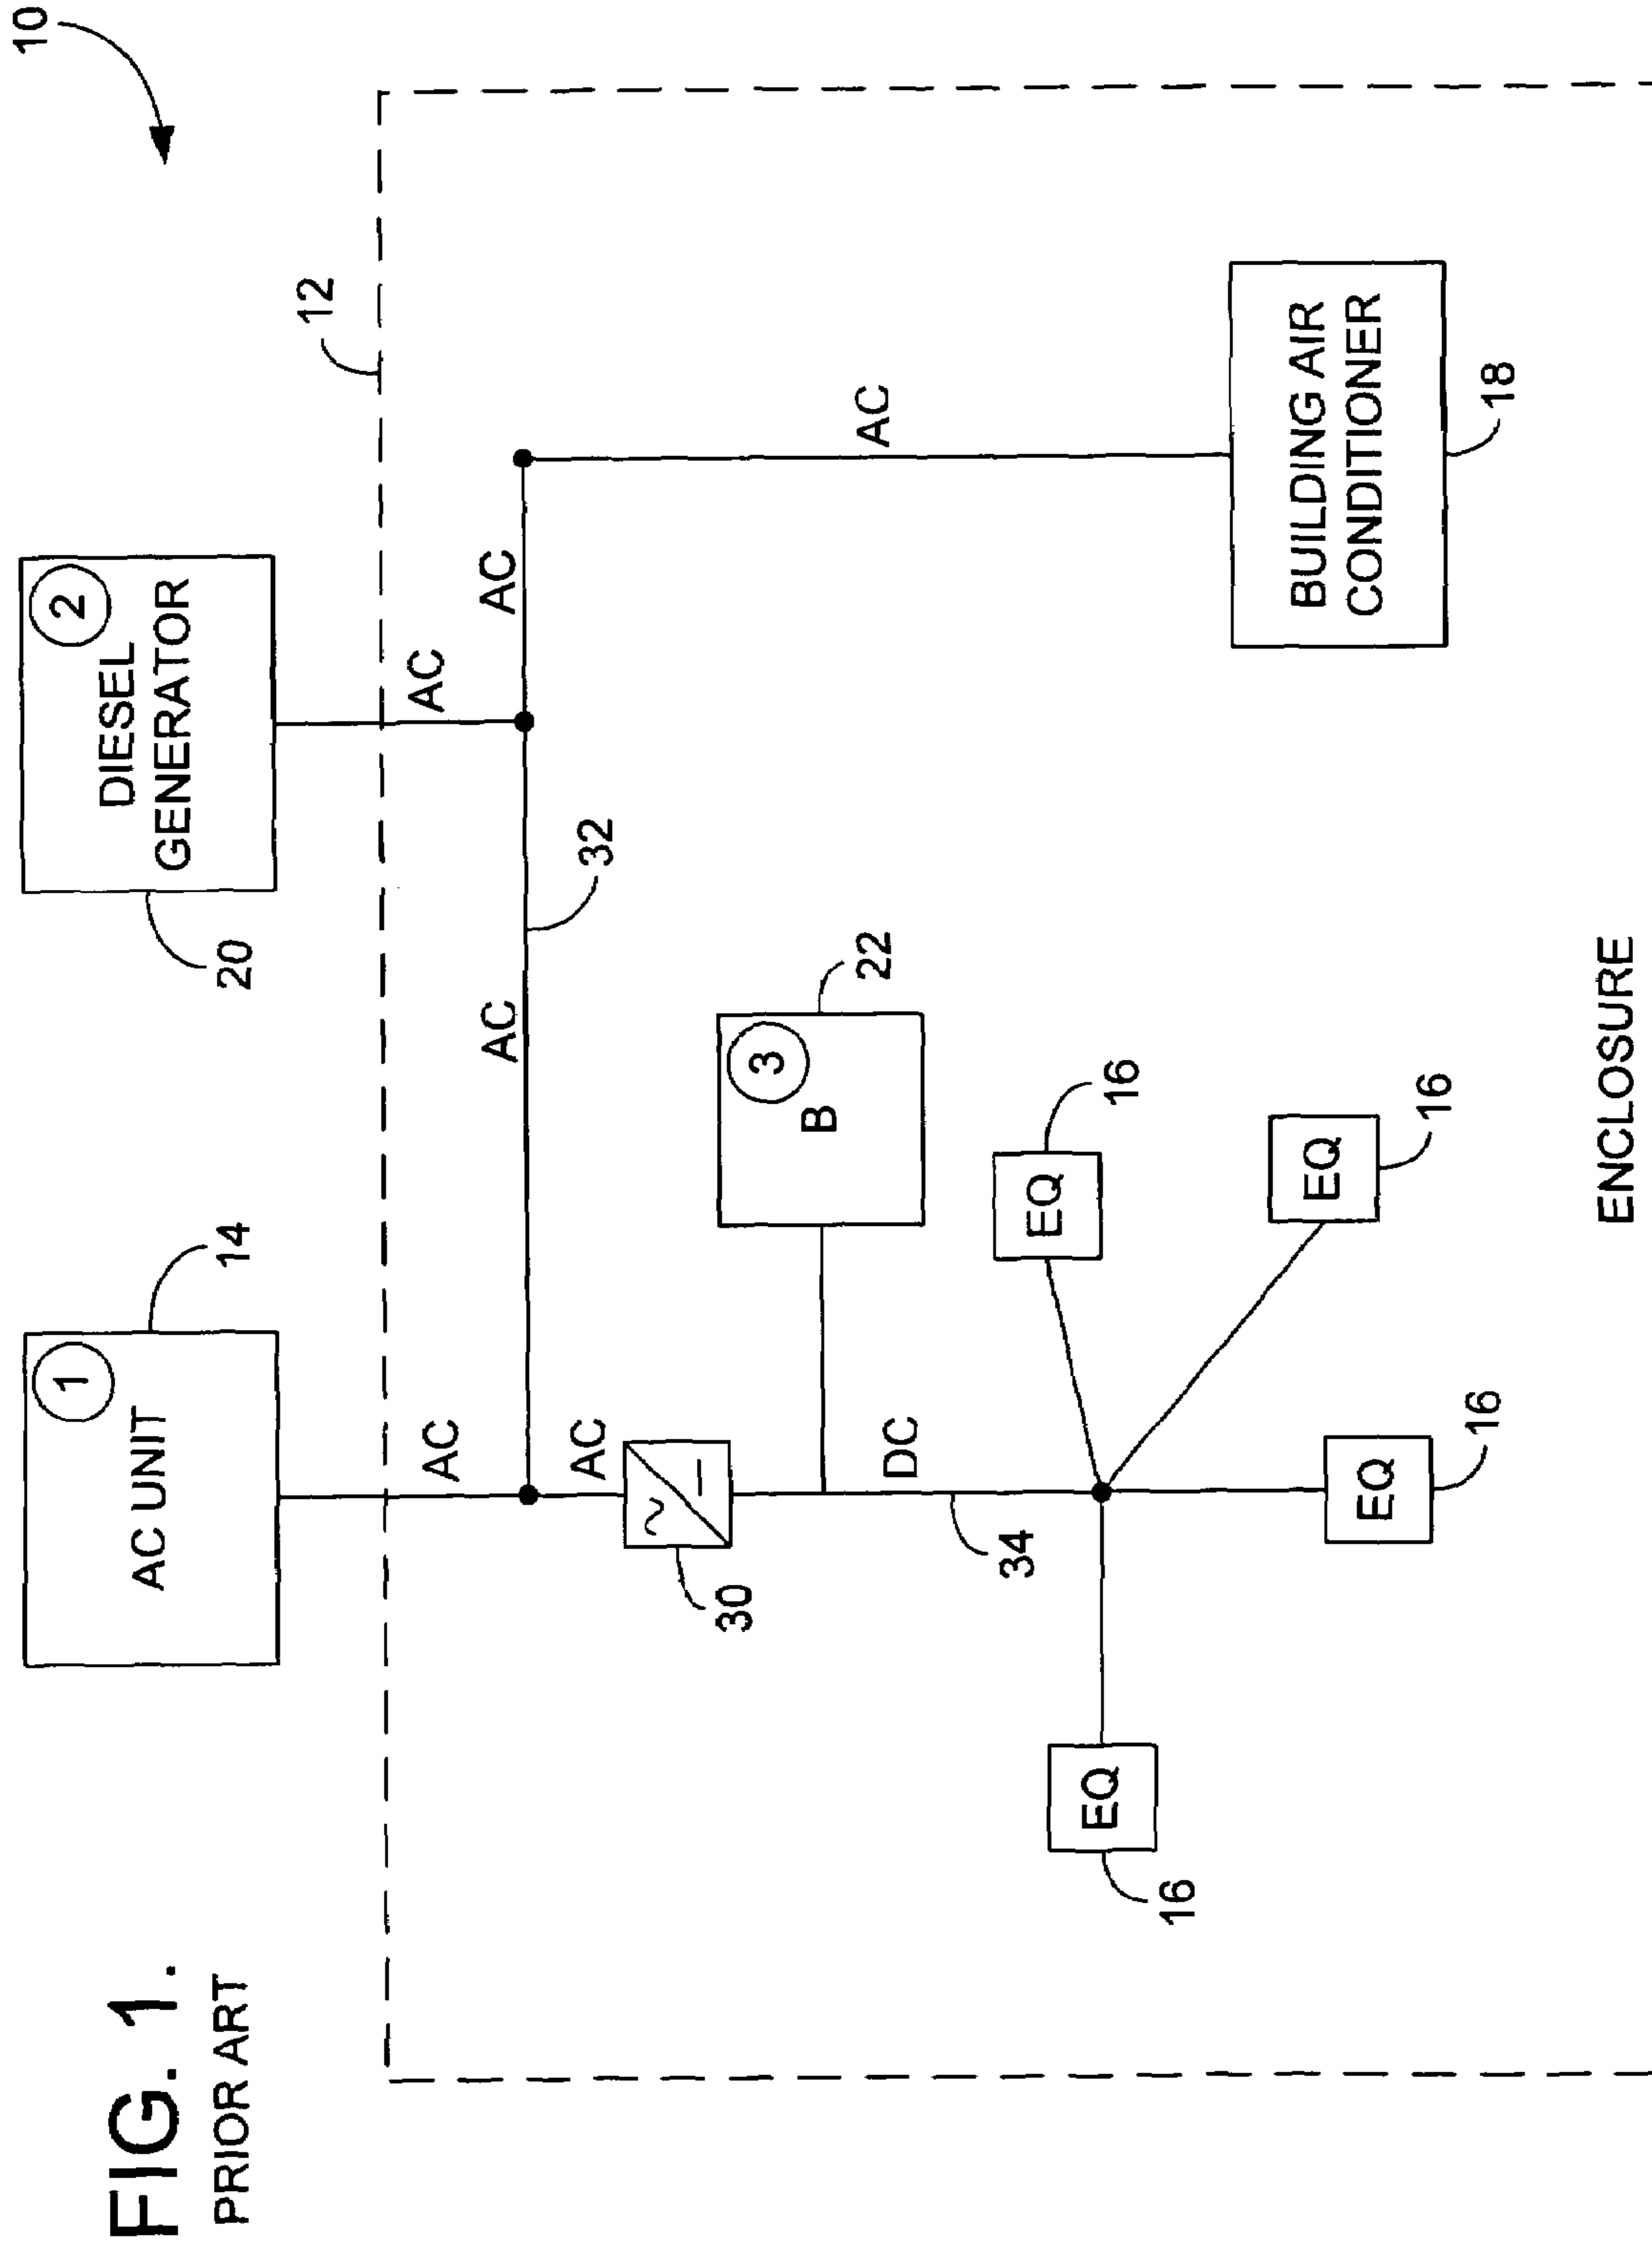 FIG. 1.
PRIOR ART
10
1
AC UNIT
14
2
DIESEL
GENERATOR
20
12
AC
AC
AC
AC
AC
32
AC
30
3
B
22
DC
34
EQ
16
EQ
16
EQ
16
EQ
16
BUILDING AIR
CONDITIONER
18
ENCLOSURE